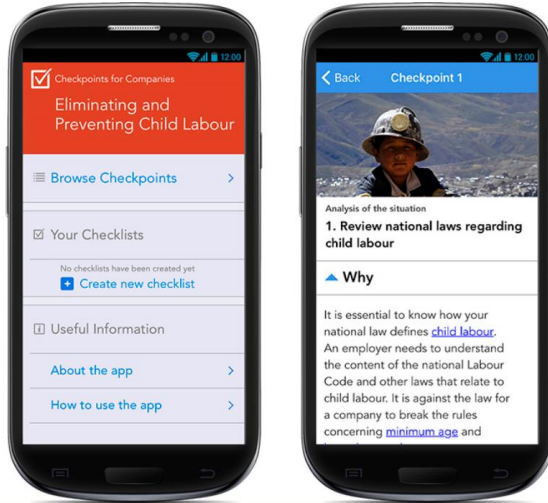 12:00
Checkpoints for Companies
Eliminating and
Preventing Child Labour
Browse Checkpoints
Your Checklists
No checklists have been created yet
Create new checklist
Useful Information
About the app
How to use the app
12:00
Back Checkpoint 1
Analysis of the situation
1. Review national laws regarding
child labour
Why
It is essential to know how your
national law defines child labour.
An employer needs to understand
the content of the national Labour
Code and other laws that relate to
child labour. It is against the law for
a company to break the rules
concerning minimum age and